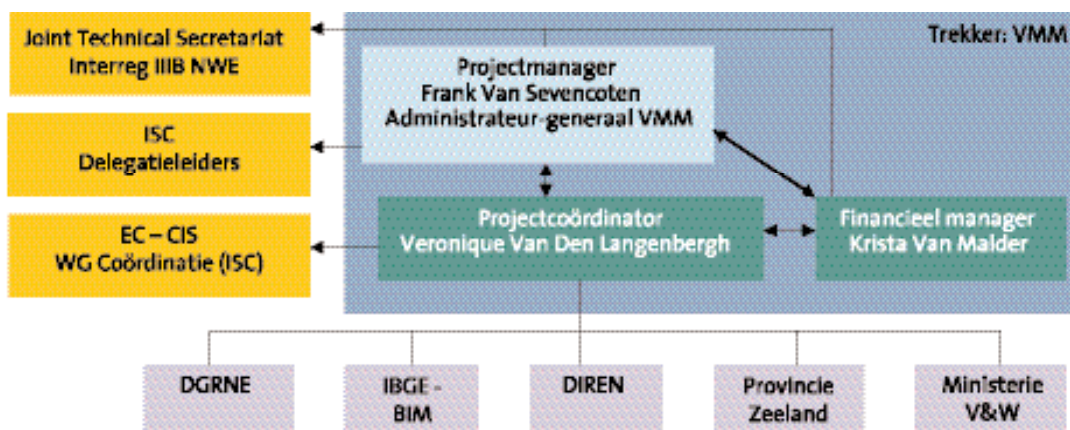 Joint Technical Secretariat
Interreg IIIB NWE
Trekker: VMM
Projectmanager
Frank Van Sevencoten
Administrateur-generaal VMM
ISC
Delegatieleiders
Projectcoördinator
Veronique Van Den Langenbergh
Financieel manager
Krista Van Malder
EC – CIS
WG Coördinatie (ISC)
DGRNE
IBGE -
BIM
DIREN
Provincie
Zeeland
Ministerie
V&W